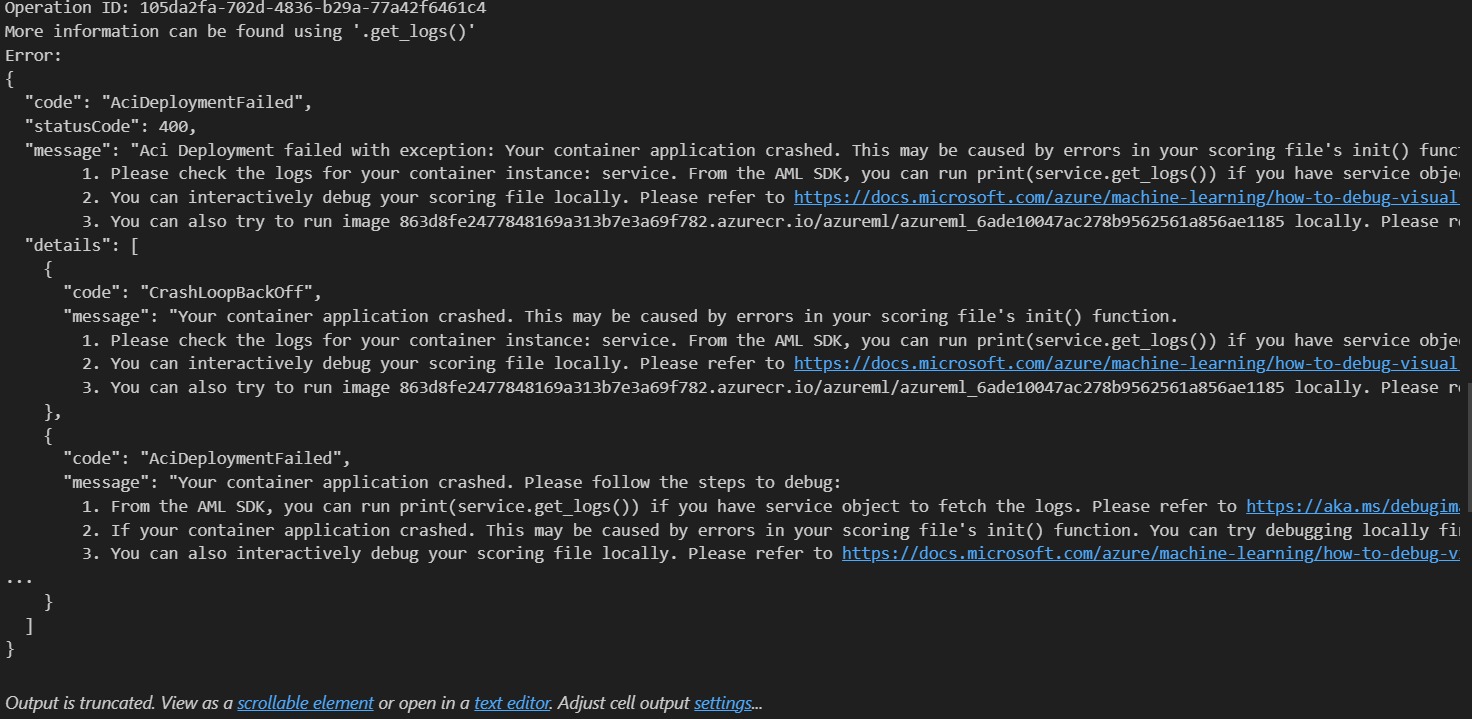 Operation ID: 105da2fa-702d-4836-b29a-77a42f6461c4
More information can be found using '.get_logs()'
Error:
{
  "code": "AciDeploymentFailed",
  "statusCode": 400,
  "message": "Aci Deployment failed with exception: Your container application crashed. This may be caused by errors in your scoring file's init()
        1. Please check the logs for your container instance: service. From the AML SDK, you can run print(service.get_logs()) if you have service
        2. You can interactively debug your scoring file locally. Please refer to https://docs.microsoft.com/azure/machine-learning/how-to-debug-visual
        3. You can also try to run image 863d8fe2477848169a313b7e3a69f782.azurecr.io/azureml/azureml_6ade10047ac278b9562561a856ae1185 locally. Please
  "details": [
    {
      "code": "CrashLoopBackOff",
      "message": "Your container application crashed. This may be caused by errors in your scoring file's init() function.
        1. Please check the logs for your container instance: service. From the AML SDK, you can run print(service.get_logs()) if you have service
        2. You can interactively debug your scoring file locally. Please refer to https://docs.microsoft.com/azure/machine-learning/how-to-debug-visual
        3. You can also try to run image 863d8fe2477848169a313b7e3a69f782.azurecr.io/azureml/azureml_6ade10047ac278b9562561a856ae1185 locally. Please
    },
    {
      "code": "AciDeploymentFailed",
      "message": "Your container application crashed. Please follow the steps to debug:
        1. From the AML SDK, you can run print(service.get_logs()) if you have service object to fetch the logs. Please refer to https://aka.ms/debugim
        2. If your container application crashed. This may be caused by errors in your scoring file's init() function. You can try debugging locally
        3. You can also interactively debug your scoring file locally. Please refer to https://docs.microsoft.com/azure/machine-learning/how-to-debug-v
...
    }
  ]
}
Output is truncated. View as a scrollable element or open in a text editor. Adjust cell output settings...